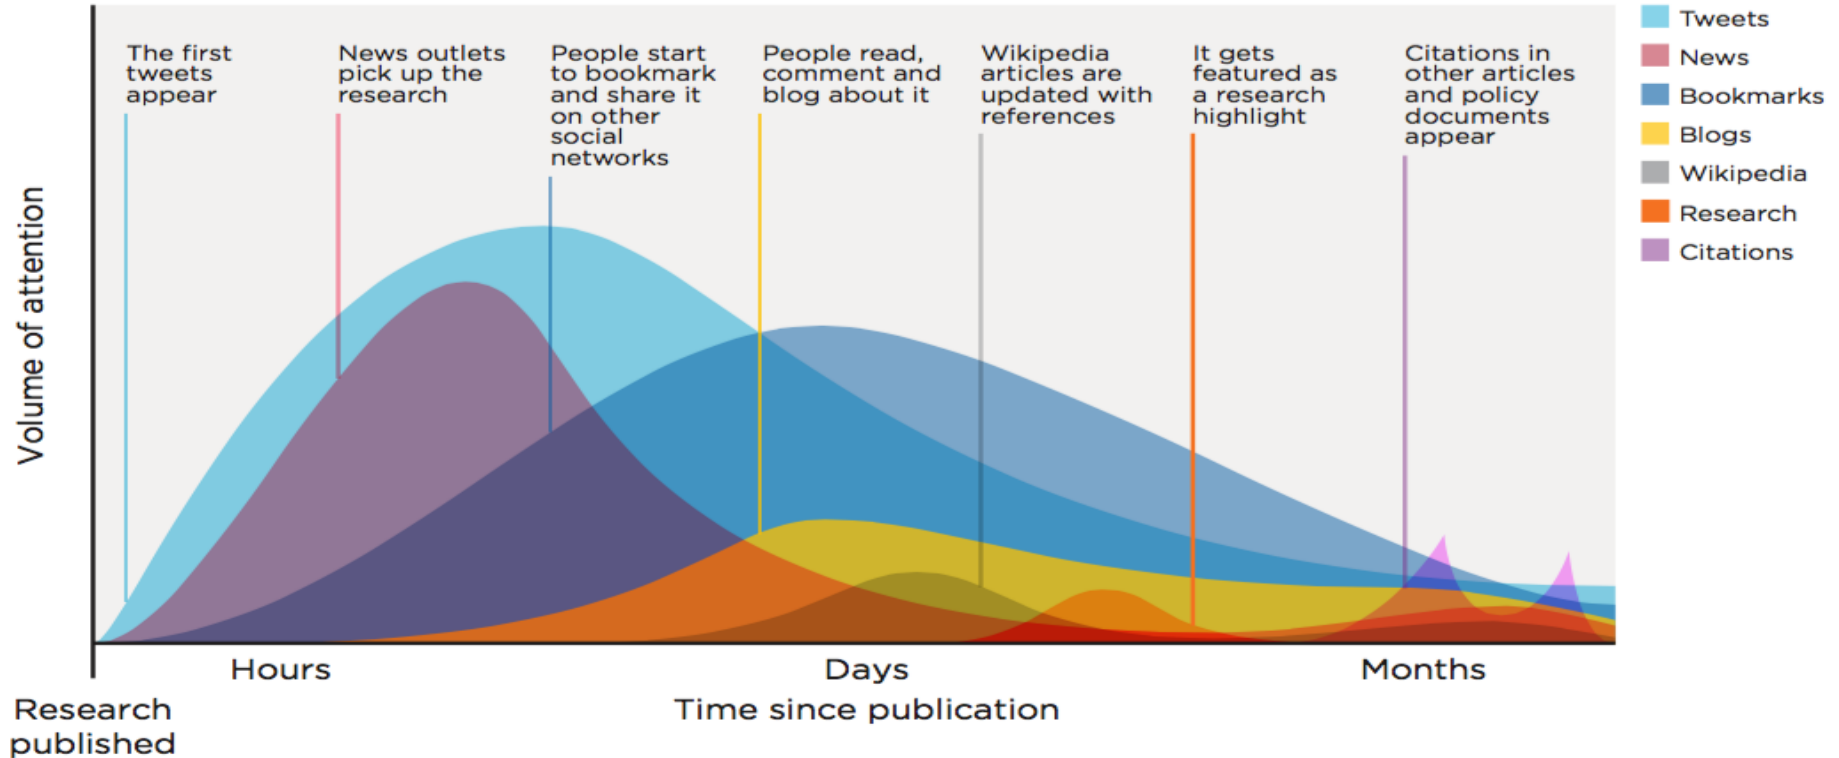 The first
tweets
appear
News outlets
pick up the
research
People start
to bookmark
and share it
on other
social
networks
People read,
comment and
blog about it
Wikipedia
articles are
updated with
references
It gets
featured as
a research
highlight
Citations in
other articles
and policy
documents
appear
Tweets
News
Bookmarks
Blogs
Wikipedia
Research
Citations
Volume of attention
Hours
Days
Months
Research
published
Time since publication